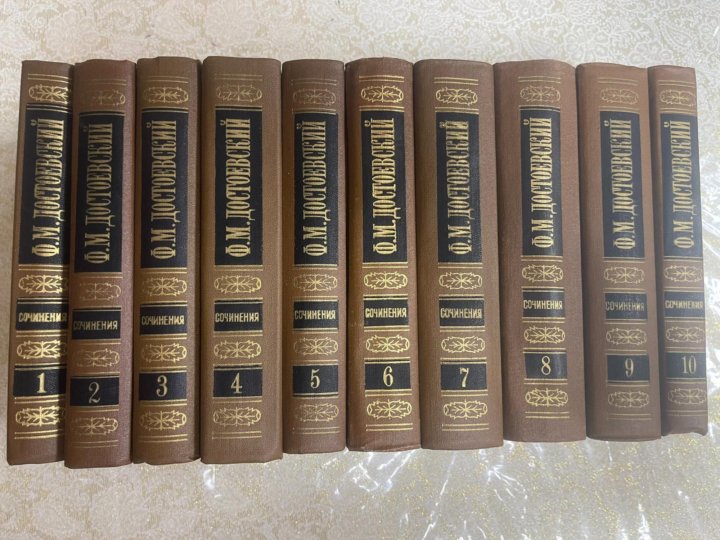 Ф.М. ДОСТОЕВСКИЙ
СОЧИНЕНИЯ
1
Ф.М. ДОСТОЕВСКИЙ
СОЧИНЕНИЯ
2
Ф.М. ДОСТОЕВСКИЙ
СОЧИНЕНИЯ
3
Ф.М. ДОСТОЕВСКИЙ
СОЧИНЕНИЯ
4
Ф.М. ДОСТОЕВСКИЙ
СОЧИНЕНИЯ
5
Ф.М. ДОСТОЕВСКИЙ
СОЧИНЕНИЯ
6
Ф.М. ДОСТОЕВСКИЙ
СОЧИНЕНИЯ
7
Ф.М. ДОСТОЕВСКИЙ
СОЧИНЕНИЯ
8
Ф.М. ДОСТОЕВСКИЙ
СОЧИНЕНИЯ
9
Ф.М. ДОСТОЕВСКИЙ
СОЧИНЕНИЯ
10